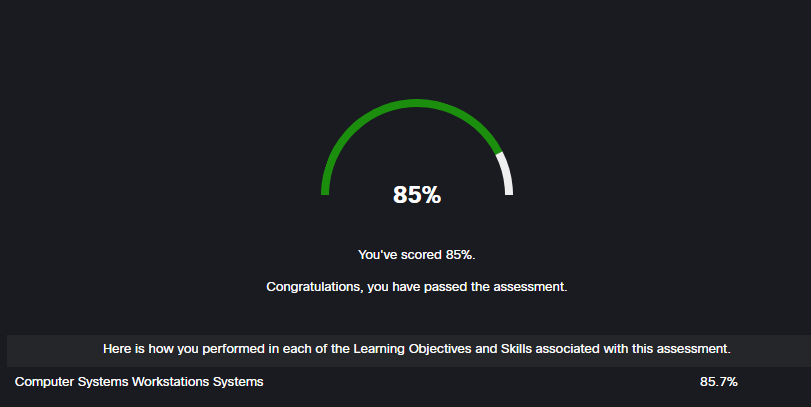 85%
You've scored 85%.
Congratulations, you have passed the assessment.
Here is how you performed in each of the Learning Objectives and Skills associated with this assessment.
Computer Systems Workstations Systems 85.7%